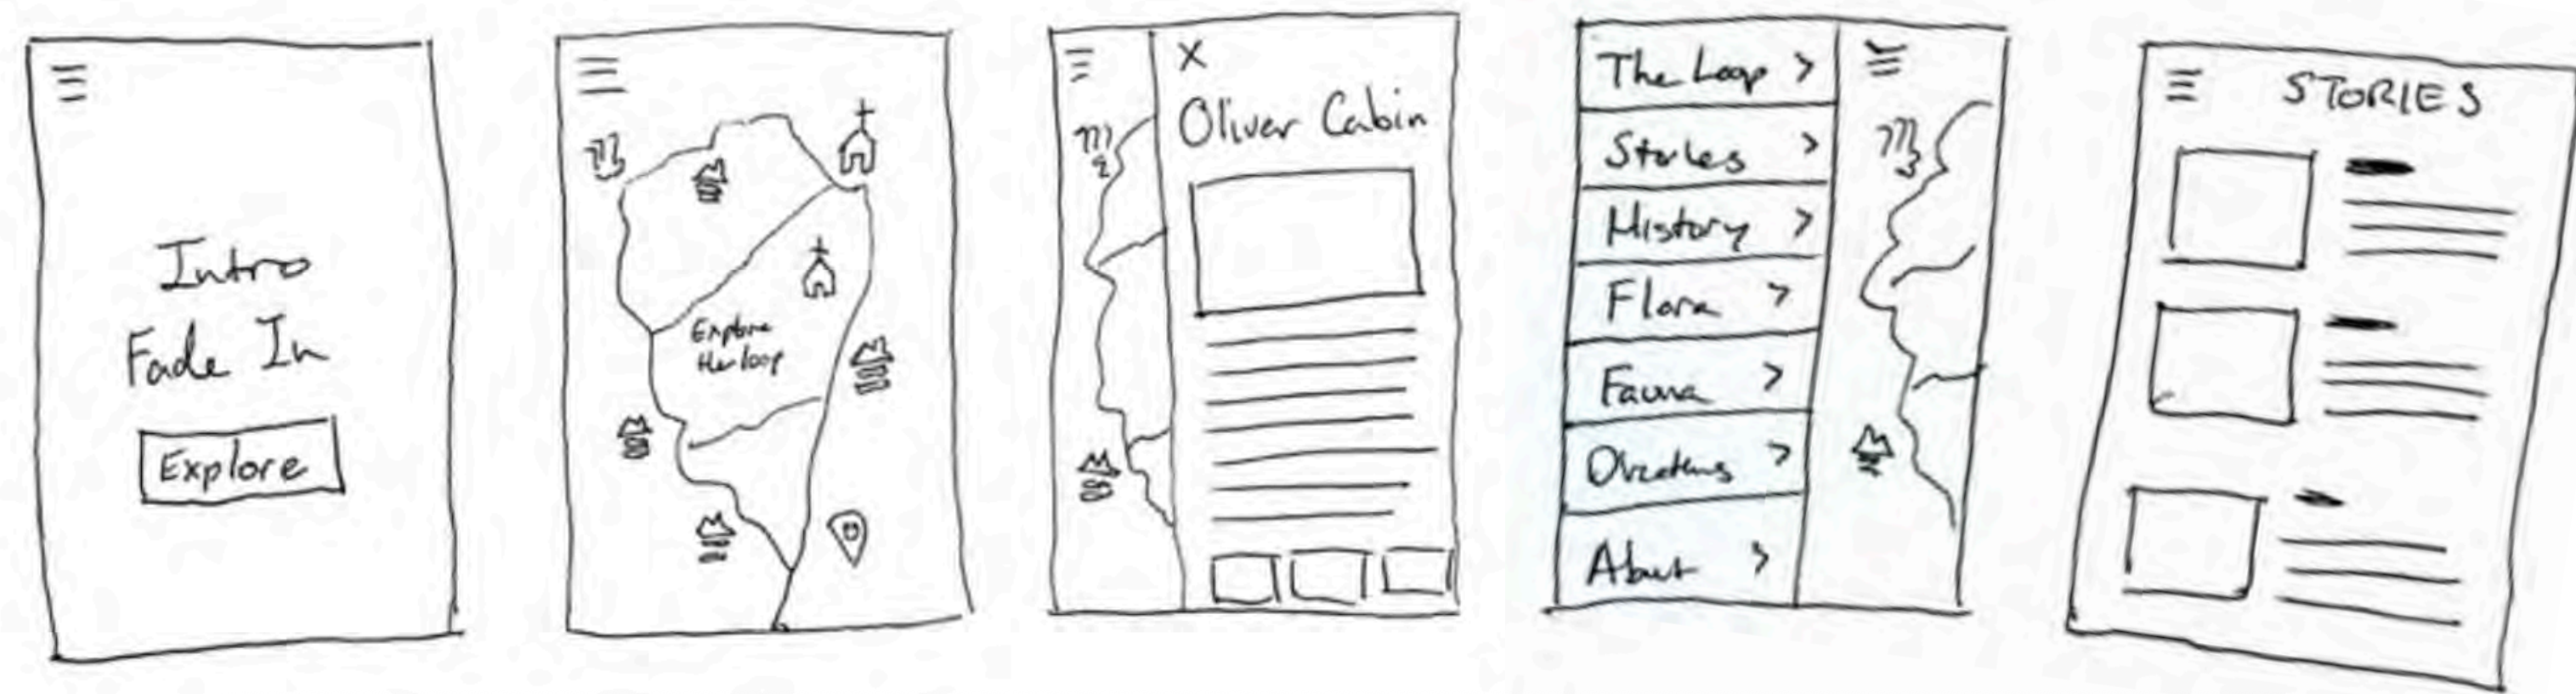 Intro
Fade In
Explore
Explore
the loop
X
Oliver Cabin
The Loop >
Stories >
History >
Flora >
Fauna >
>
About >
STORIES